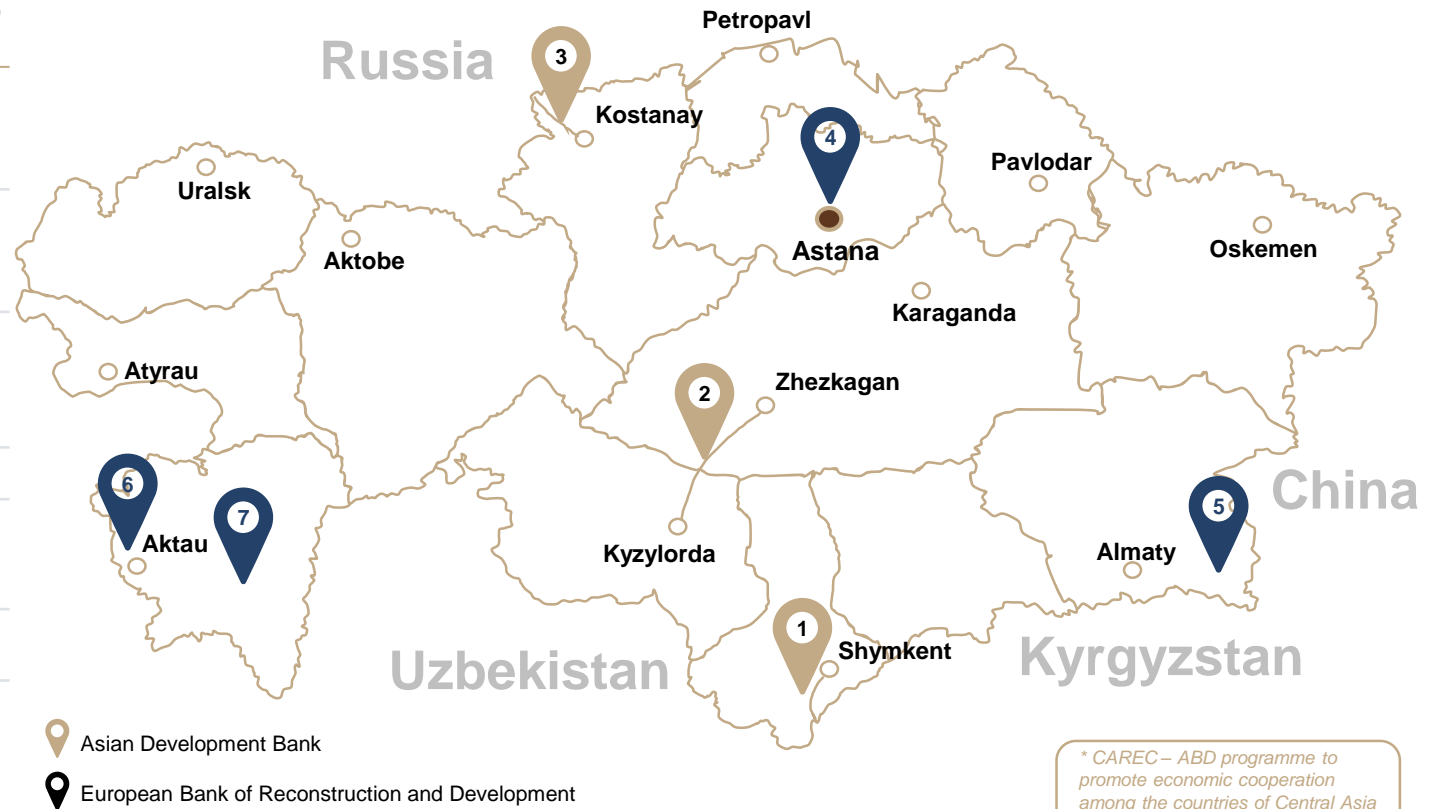 Petropavl
Russia
3
Kostanay
4
Pavlodar
Uralsk
Oskemen
Astana
Aktobe
Karaganda
Atyrau
Zhezkagan
2
6
China
5
7
Aktau
Kyzylorda
Almaty
1
Shymkent
Kyrgyzstan
Uzbekistan
Asian Development Bank
European Bank of Reconstruction and Development
* CAREC – ABD programme to
promote economic cooperation
among the countries of Central Asia